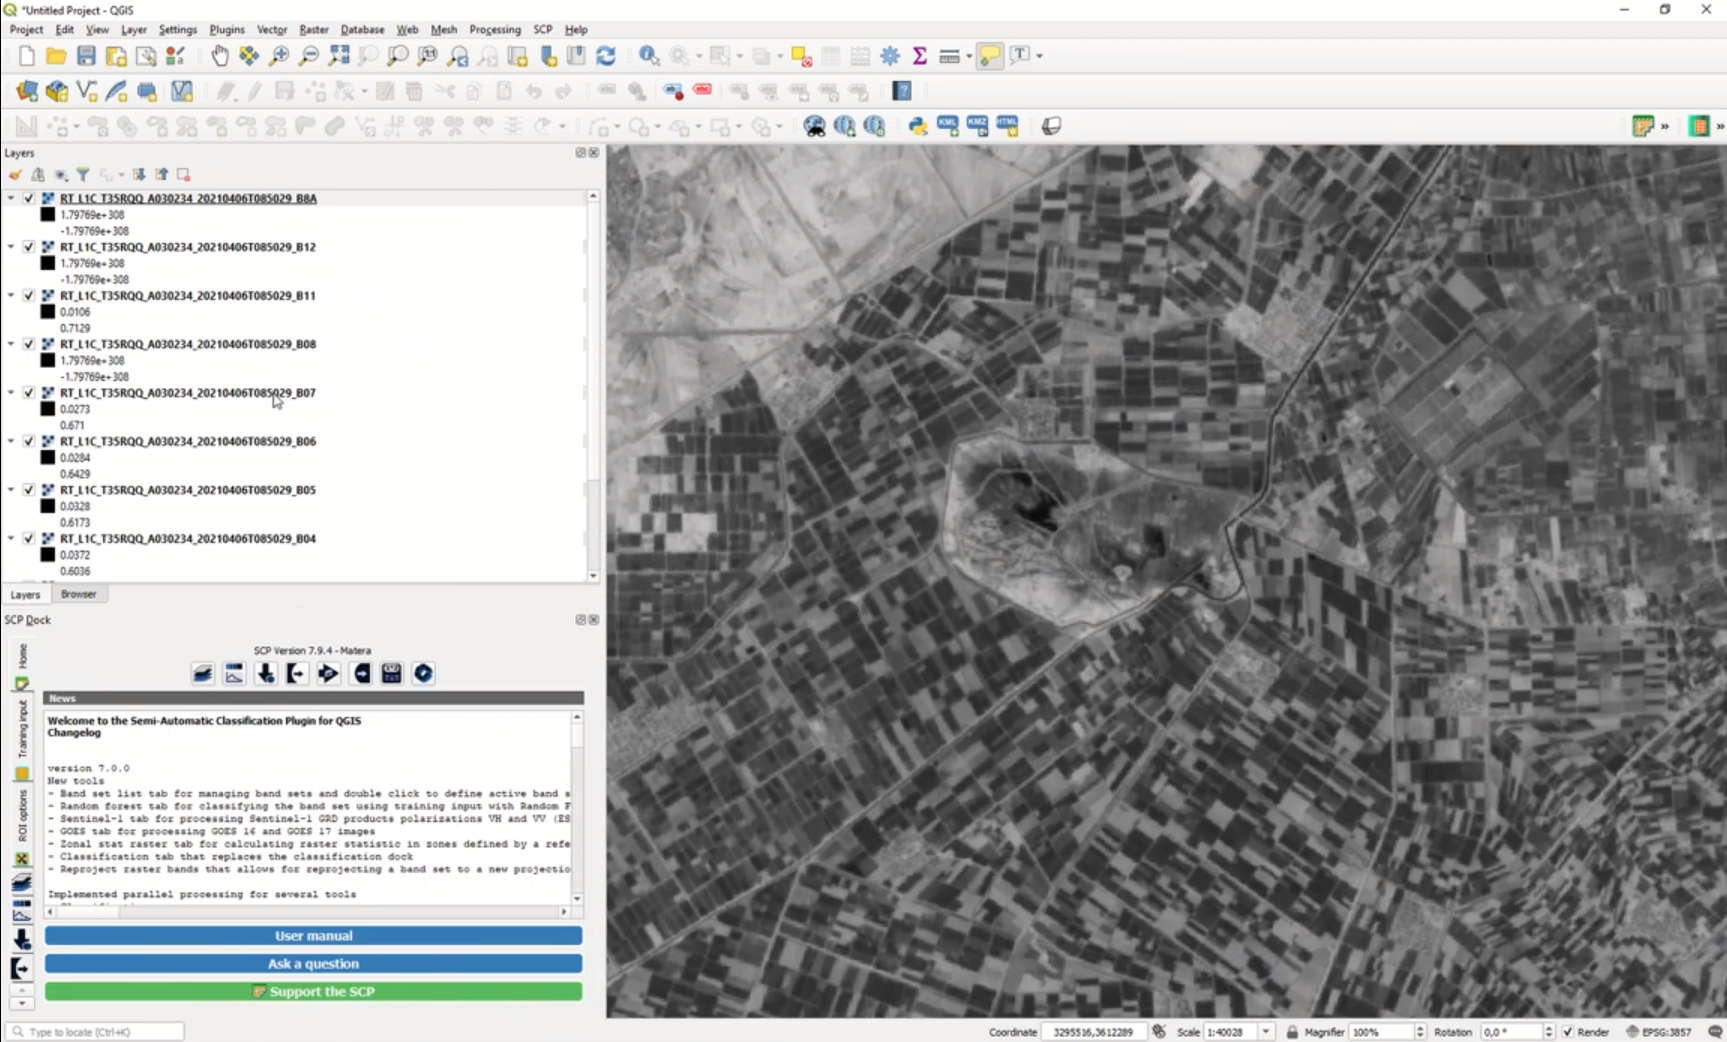 *Untitled Project - QGIS
Project Edit View Layer Settings Plugins Vector Raster Database Web Mesh Processing SCP Help
Layers
RT_L1C_T35RQQ_A030234_20210406T085029_B8A
1.79769e+308
-1.79769e+308
RT_L1C_T35RQQ_A030234_20210406T085029_B12
1.79769e+308
-1.79769e+308
RT_L1C_T35RQQ_A030234_20210406T085029_B11
0.0106
0.7129
RT_L1C_T35RQQ_A030234_20210406T085029_B08
1.79769e+308
-1.79769e+308
RT_L1C_T35RQQ_A030234_20210406T085029_B07
0.0273
0.671
RT_L1C_T35RQQ_A030234_20210406T085029_B06
0.0284
0.6429
RT_L1C_T35RQQ_A030234_20210406T085029_B05
0.0328
0.6173
RT_L1C_T35RQQ_A030234_20210406T085029_B04
0.0372
0.6036
Layers Browser
SCP Dock
Home
Training input
ROI options
SCP Version 7.9.4 - Matera
News
Welcome to the Semi-Automatic Classification Plugin for QGIS
Changelog
version 7.0.0
New tools
- Band set list tab for managing band sets and double click to define active band s
- Random forest tab for classifying the band set using training input with Random F
- Sentinel-1 tab for processing Sentinel-1 GRD products polarizations VH and VV (ES
- GOES tab for processing GOES 16 and GOES 17 images
- Zonal stat raster tab for calculating raster statistic in zones defined by a refe
- Classification tab that replaces the classification dock
- Reproject raster bands that allows for reprojecting a band set to a new projectio
Implemented parallel processing for several tools
User manual
Ask a question
Support the SCP
Type to locate (Ctrl+K)
Coordinate 3295516,3612289 Scale 1:40028 Magnifier 100% Rotation 0,0 ° Render EPSG:3857
KML KMZ HTML